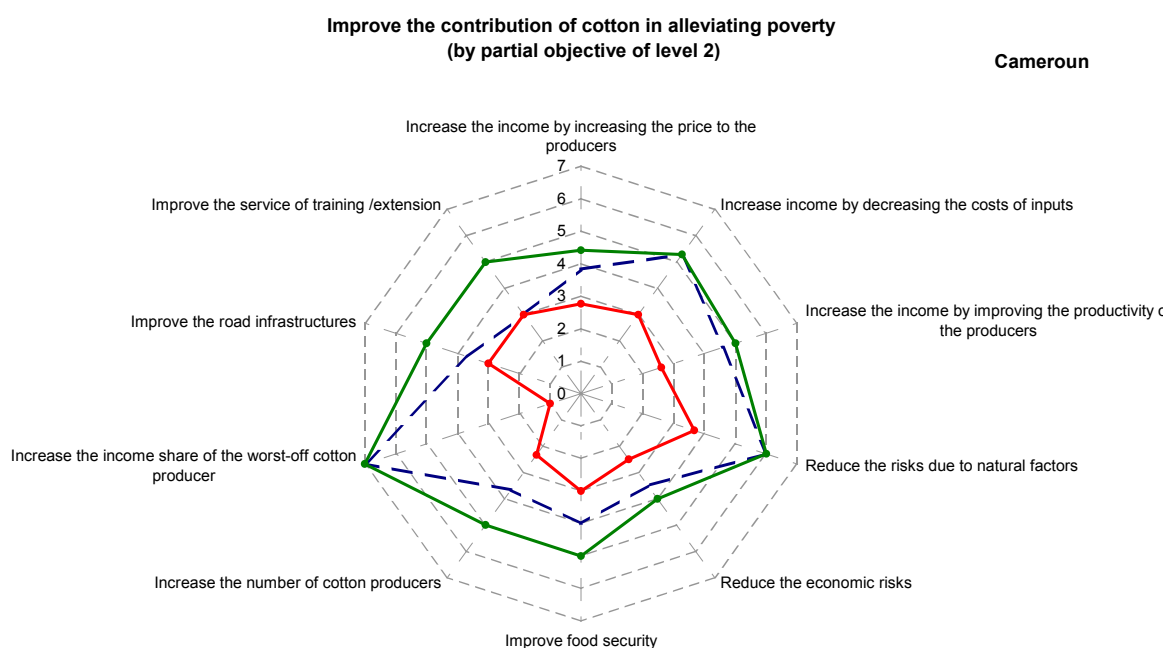 Improve the contribution of cotton in alleviating poverty
(by partial objective of level 2)
Cameroun
Increase the income by increasing the price to the
producers
7
Improve the service of training /extension
6
Increase income by decreasing the costs of inputs
5
4
3
2
1
0
Improve the road infrastructures
Increase the income by improving the productivity
the producers
Increase the income share of the worst-off cotton
producer
Reduce the risks due to natural factors
Increase the number of cotton producers
Reduce the economic risks
Improve food security